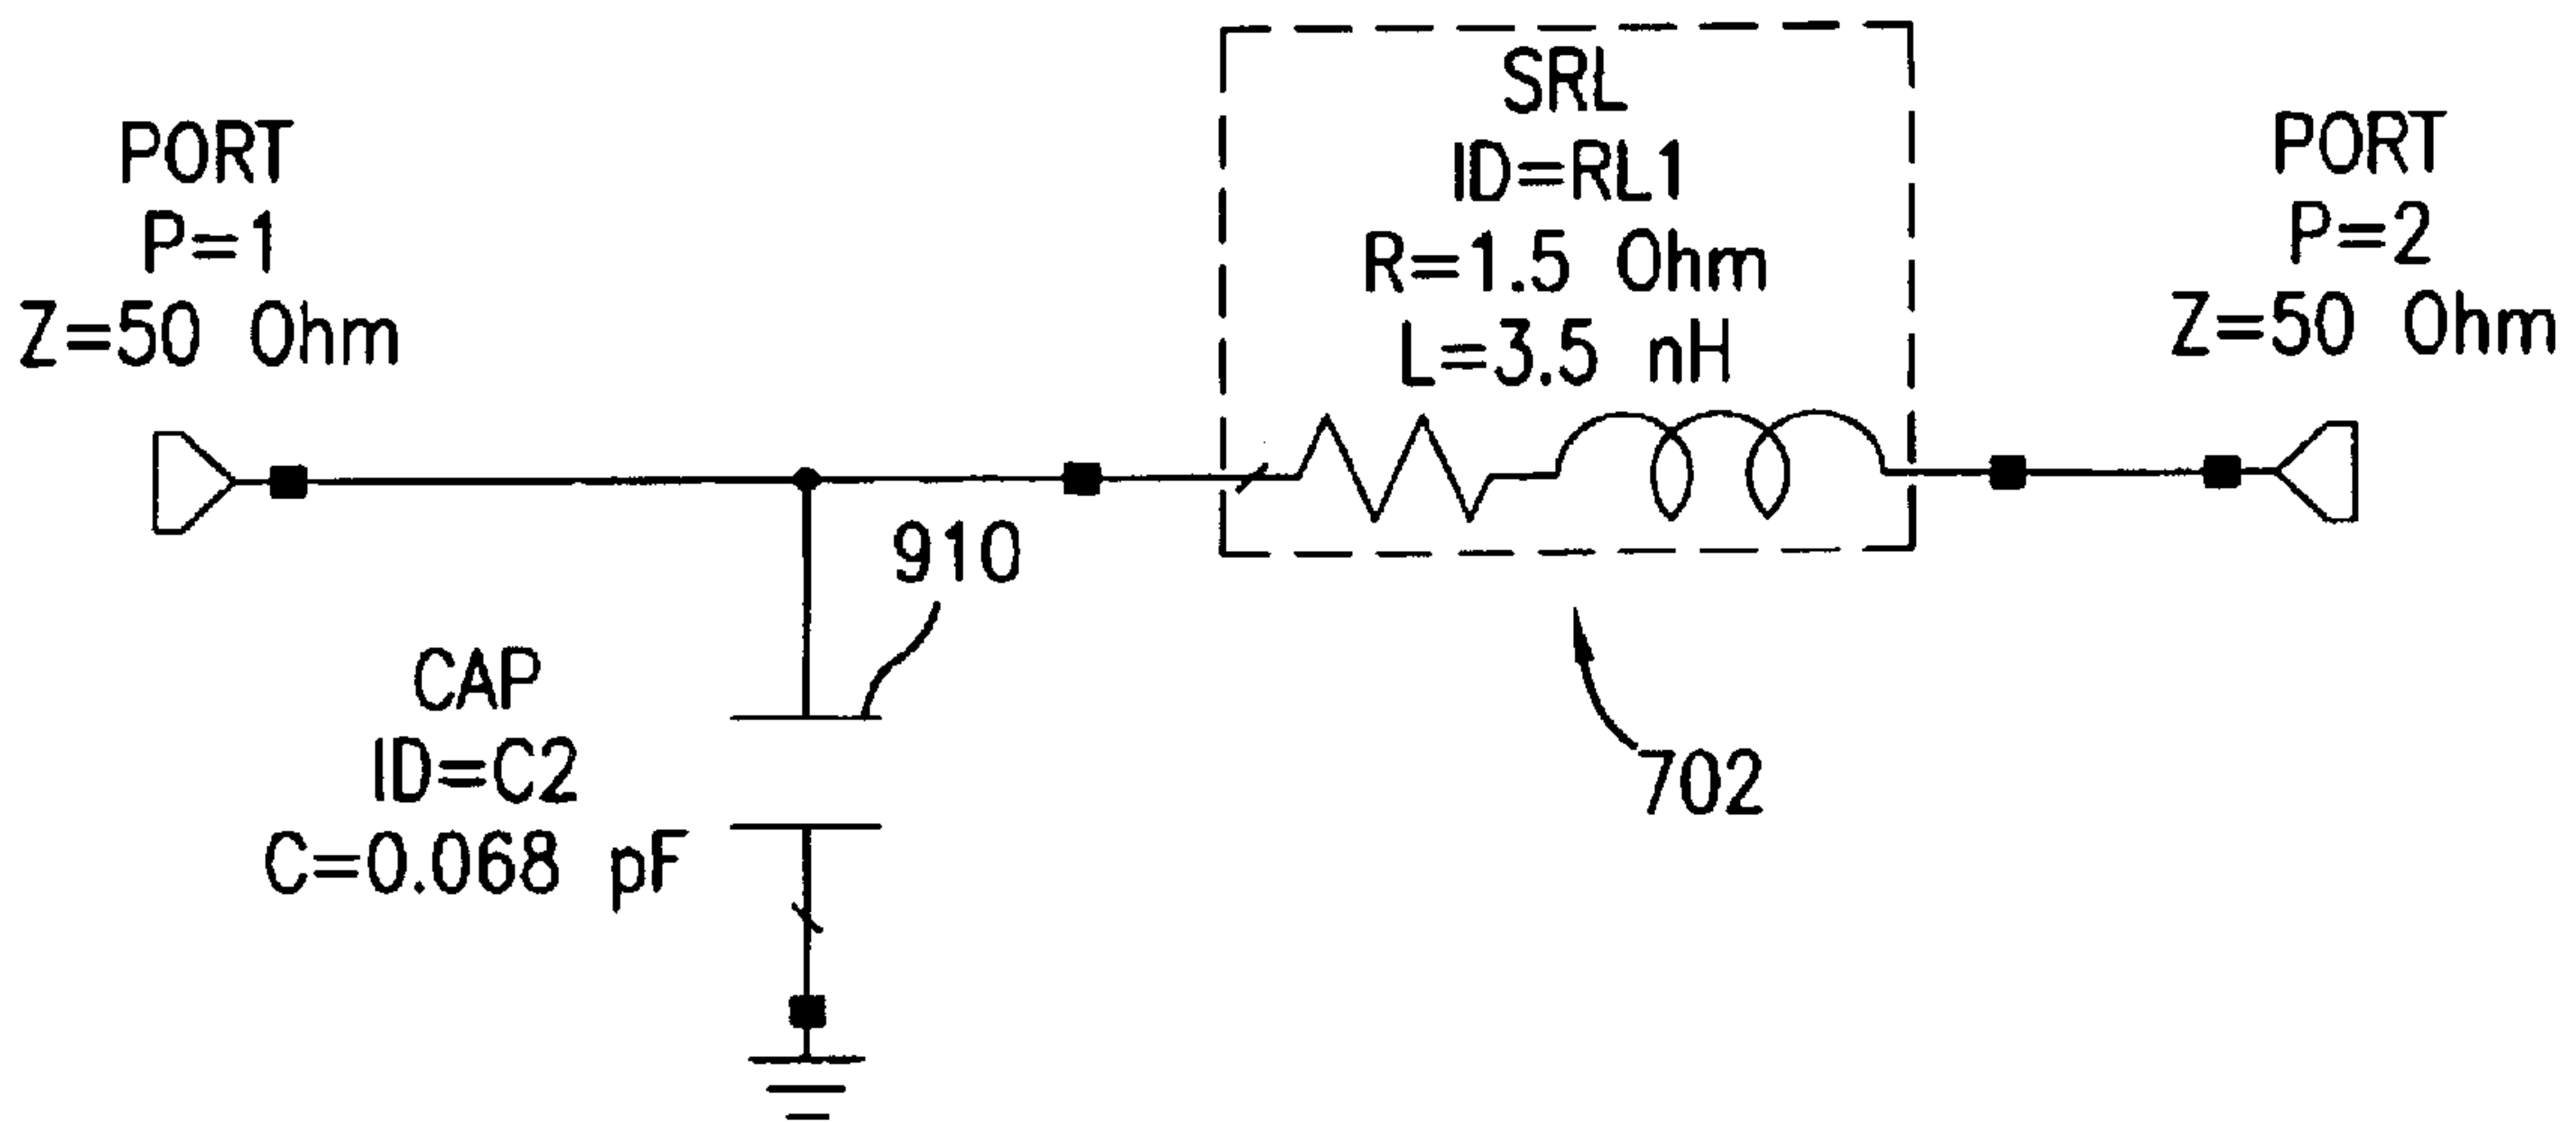 PORT
P=1
Z=50 Ohm
SRL
ID=RL1
R=1.5 Ohm
L=3.5 nH
PORT
P=2
Z=50 Ohm
910
CAP
ID=C2
C=0.068 pF
702